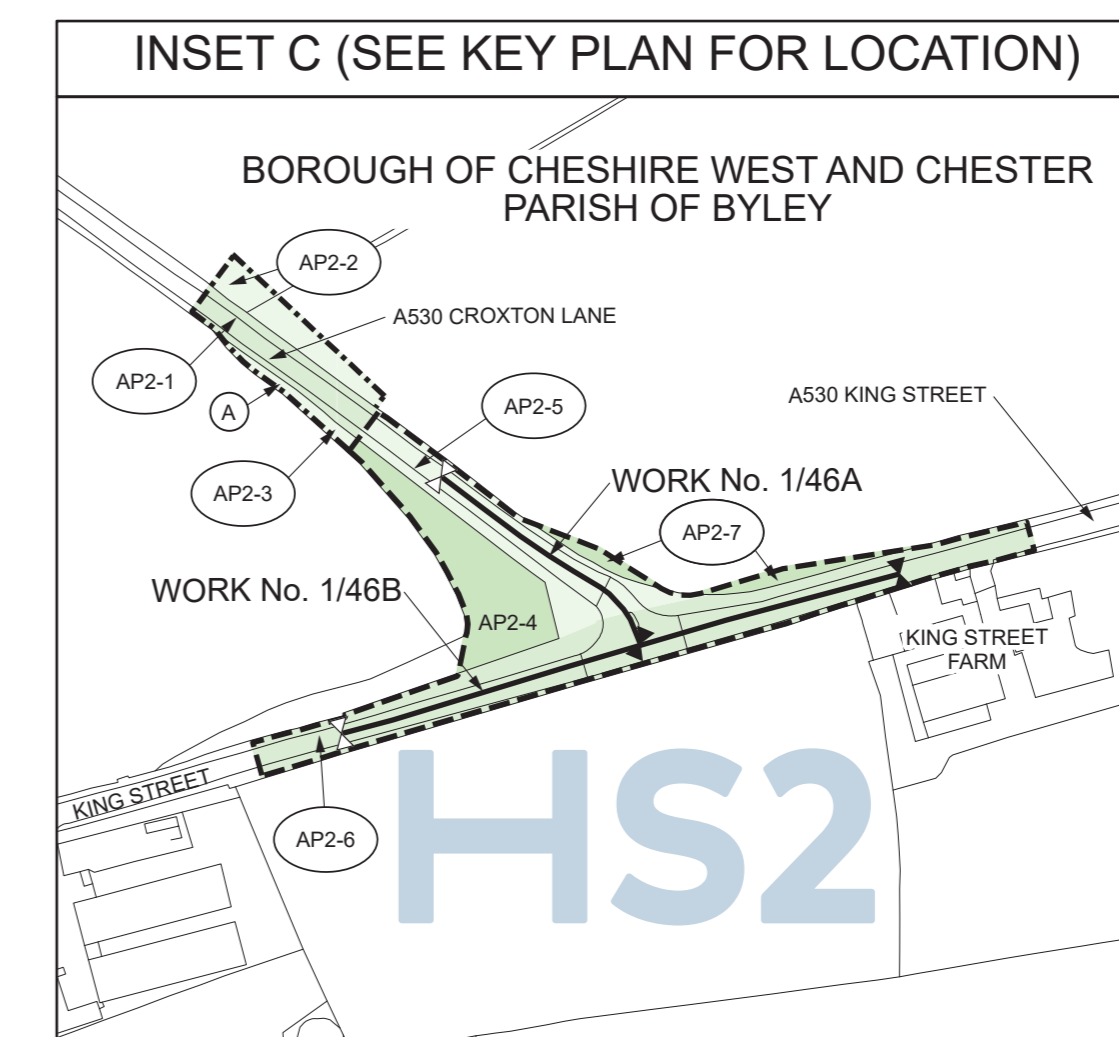 INSET C (SEE KEY PLAN FOR LOCATION)
BOROUGH OF CHESHIRE WEST AND CHESTER
PARISH OF BYLEY
AP2-2
A530 CROXTON LANE
AP2-1
A
AP2-5
A530 KING STREET
AP2-3
WORK No. 1/46A
AP2-7
WORK No. 1/46B
AP2-4
KING STREET
FARM
KING STREET
AP2-6
HS2